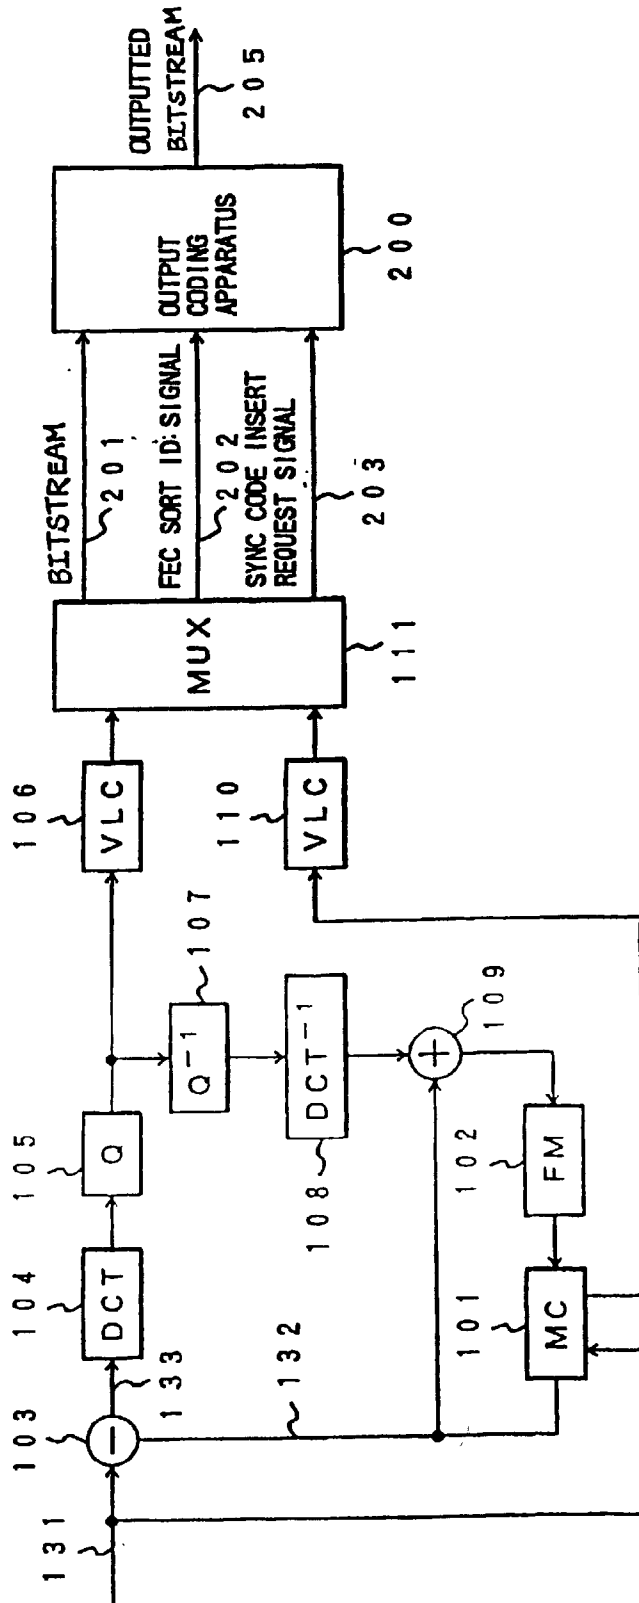 131
103
133
132
DCT
104
Q
105
Q⁻¹
107
DCT⁻¹
108
+
109
FM
102
MC
101
VLC
106
VLC
110
MUX
111
BITSTREAM
201
FEC SORT ID:SIGNAL
202
SYNC CODE INSERT
REQUEST SIGNAL
203
OUTPUT
CODING
APPARATUS
200
OUTPUTTED
BITSTREAM
205